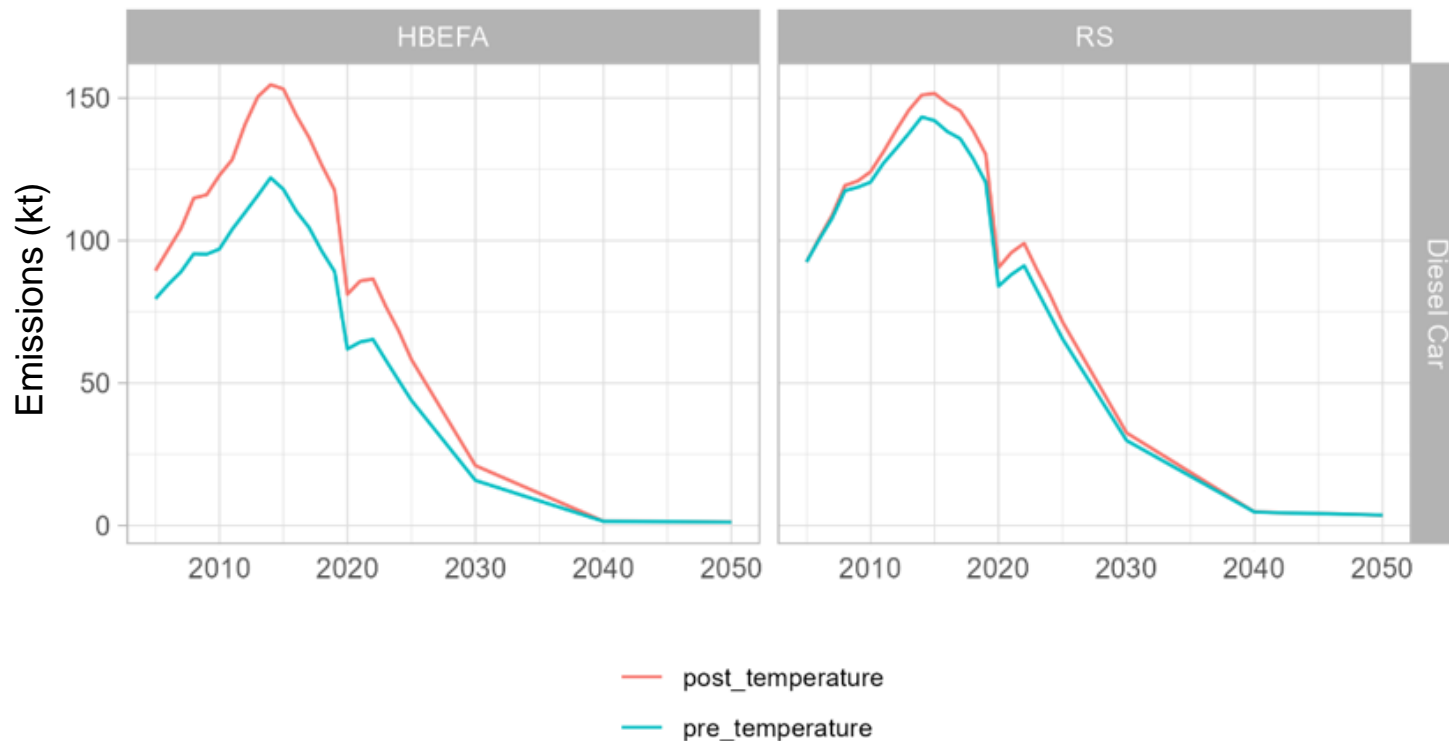 HBEFA
RS
Emissions (kt)
150
100
50
0
Diesel Car
2010 2020 2030 2040 2050
2010 2020 2030 2040 2050
post_temperature
pre_temperature